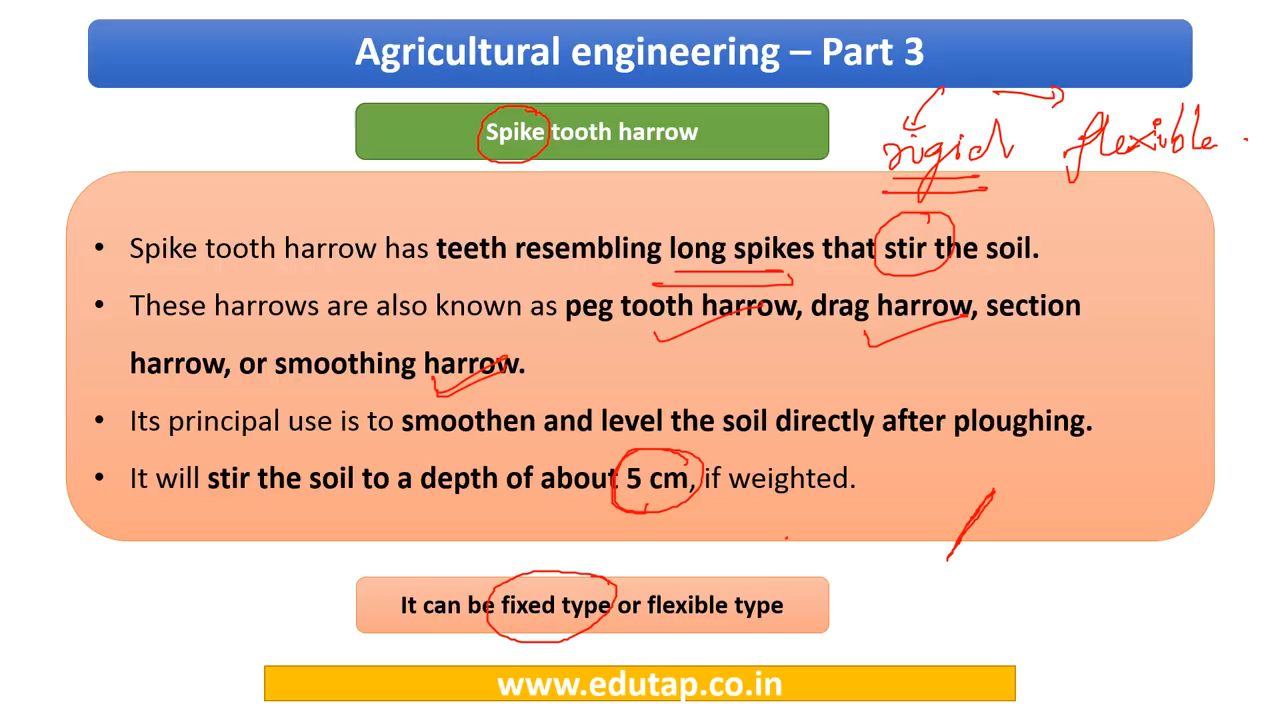 Agricultural engineering – Part 3
Spike tooth harrow
rigid flexible
• Spike tooth harrow has teeth resembling long spikes that stir the soil.
• These harrows are also known as peg tooth harrow, drag harrow, section
harrow, or smoothing harrow.
• Its principal use is to smoothen and level the soil directly after ploughing.
• It will stir the soil to a depth of about 5 cm, if weighted.
It can be fixed type or flexible type
www.edutap.co.in